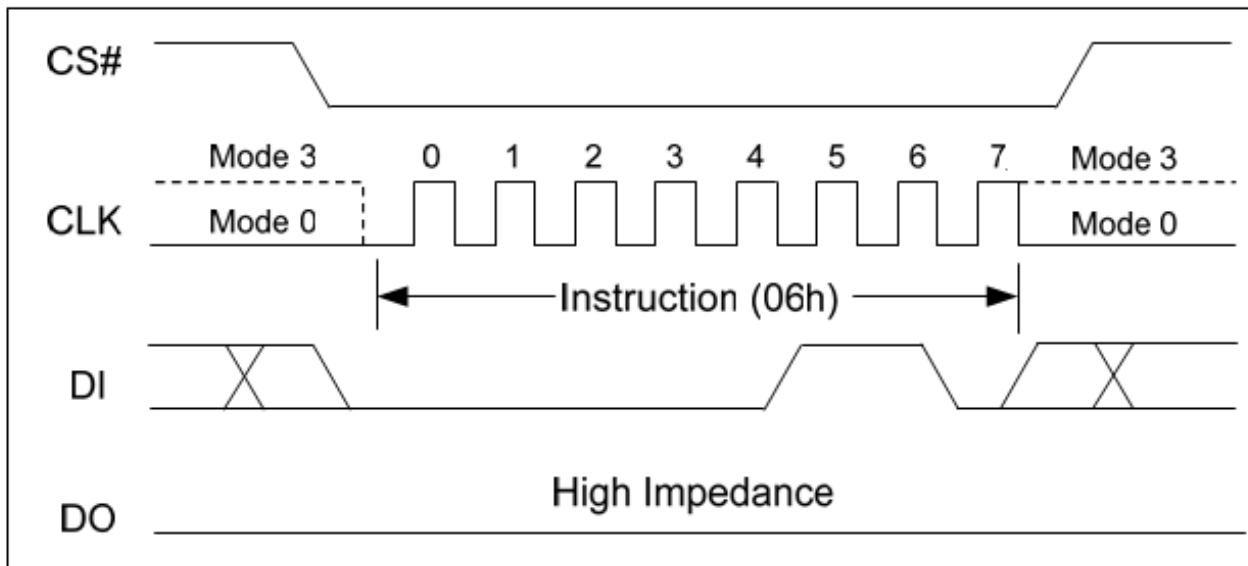 CS#
Mode 3 0 1 2 3 4 5 6 7 Mode 3
CLK Mode 0 Mode 0
Instruction (06h)
DI
High Impedance
DO